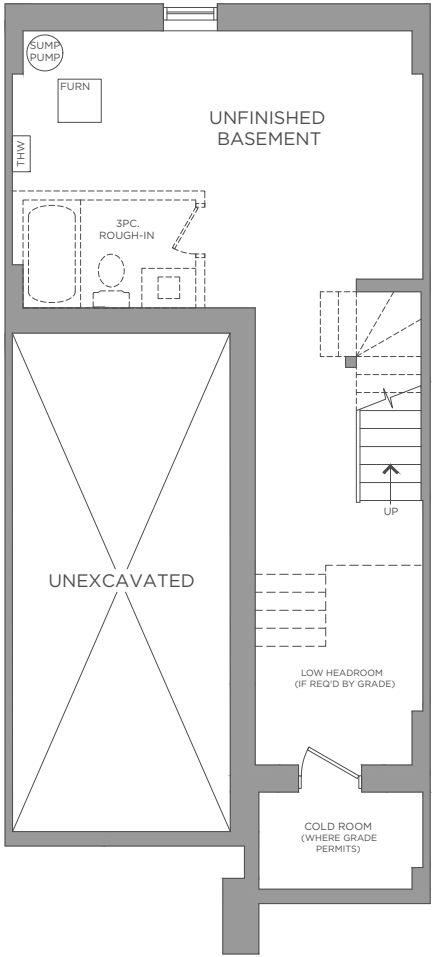 SUMP
PUMP
FURN
UNFINISHED
BASEMENT
THW
3PC.
ROUGH-IN
UP
UNEXCAVATED
LOW HEADROOM
(IF REQ'D BY GRADE)
COLD ROOM
(WHERE GRADE
PERMITS)